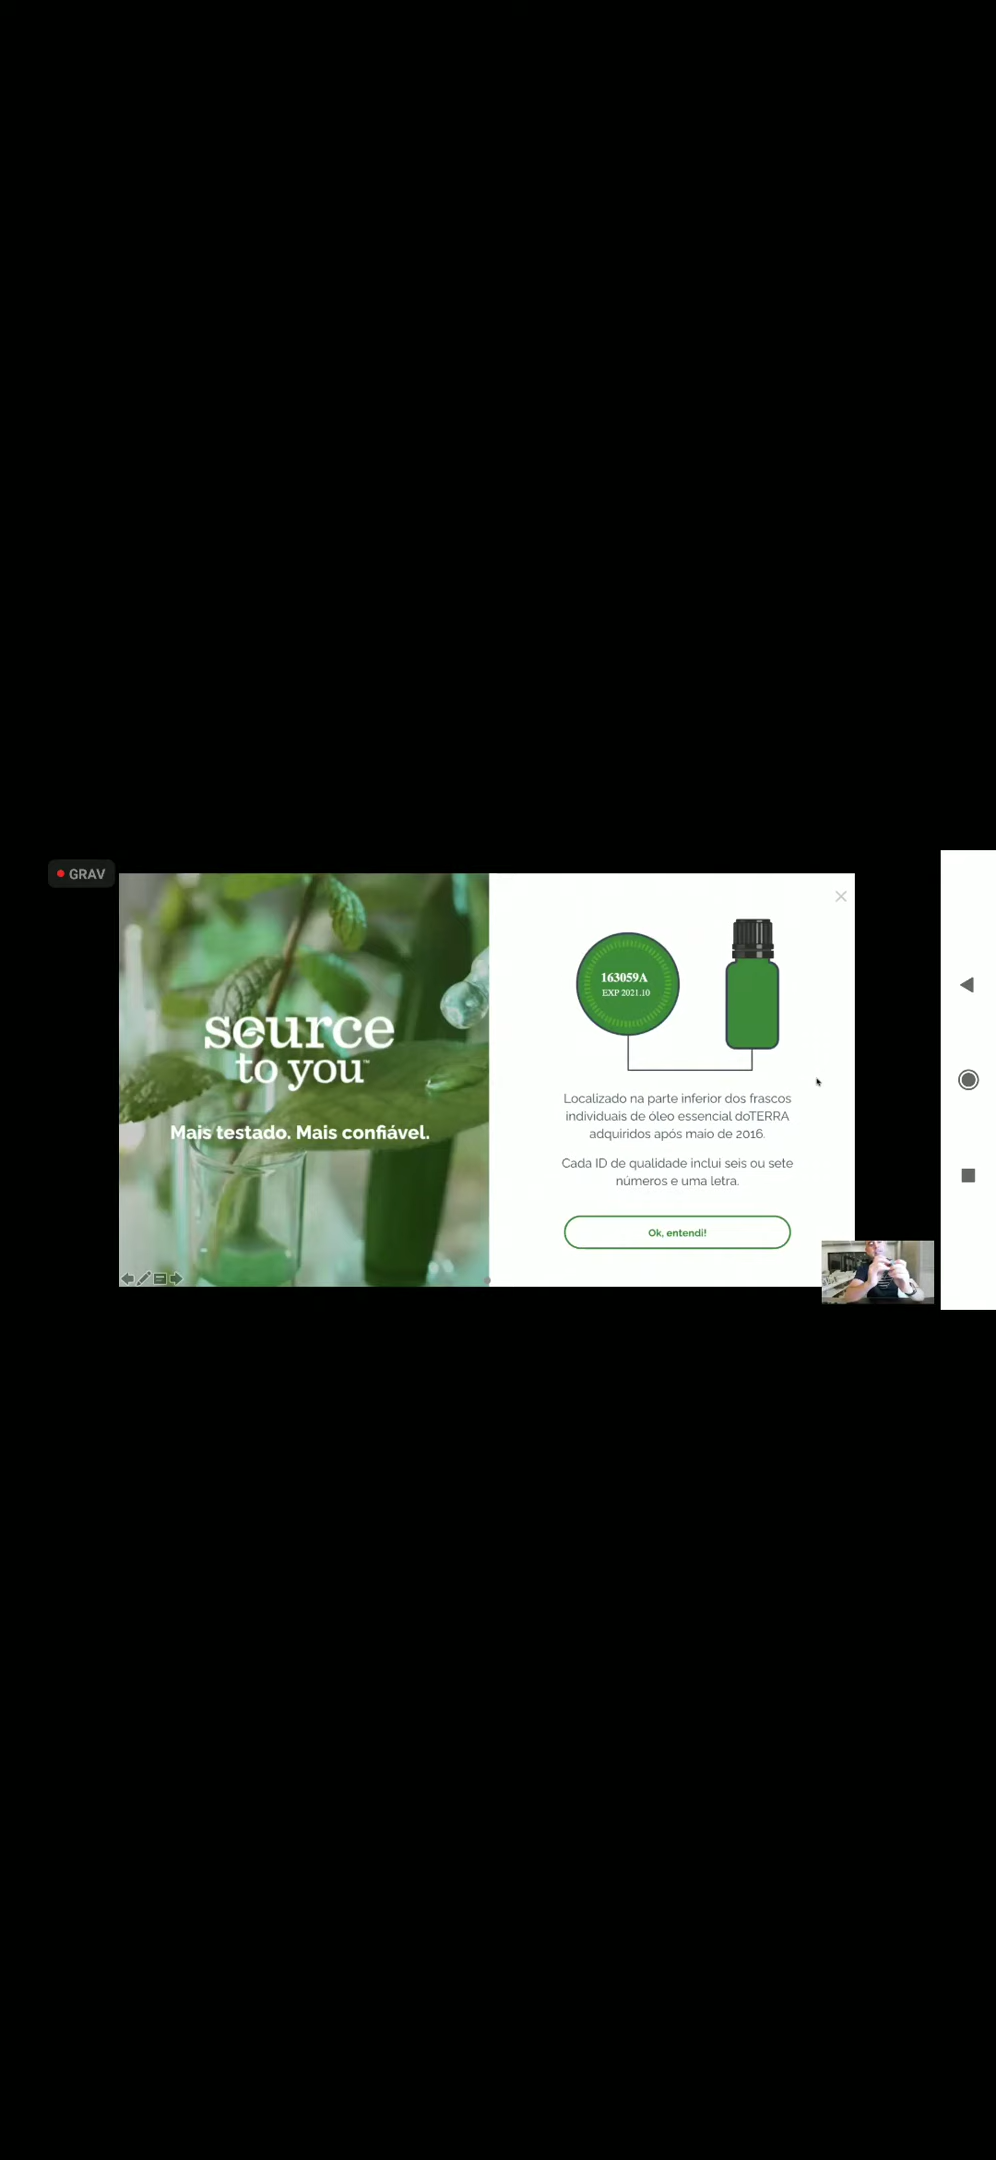 GRAV
source
to you™
Mais testado. Mais confiável.
163059A
EXP 2021.10
Localizado na parte inferior dos frascos
individuais de óleo essencial doTERRA
adquiridos após maio de 2016.
Cada ID de qualidade inclui seis ou sete
números e uma letra.
Ok, entendi!